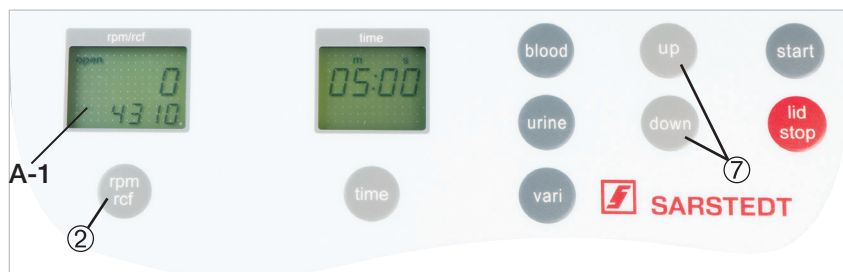 rpm/rcf
open
0
4310
A-1
rpm
rcf
②
time
m s
05:00
time
blood
urine
vari
up
down
⑦
start
lid
stop
SARSTEDT